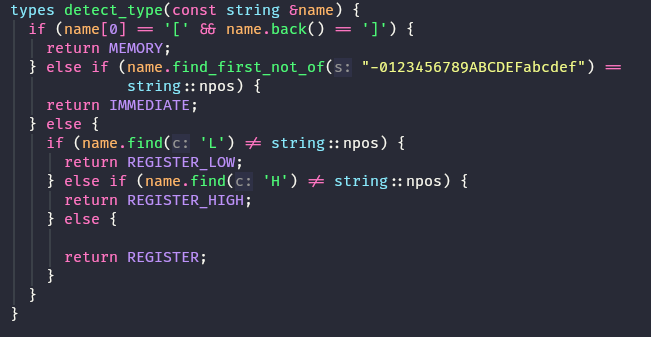 types detect_type(const string &name) {
  if (name[0] == '[' && name.back() == ']') {
    return MEMORY;
  } else if (name.find_first_not_of(s: "-0123456789ABCDEFabcdef") ==
             string::npos) {
    return IMMEDIATE;
  } else {
    if (name.find(c: 'L') != string::npos) {
      return REGISTER_LOW;
    } else if (name.find(c: 'H') != string::npos) {
      return REGISTER_HIGH;
    } else {
      return REGISTER;
    }
  }
}